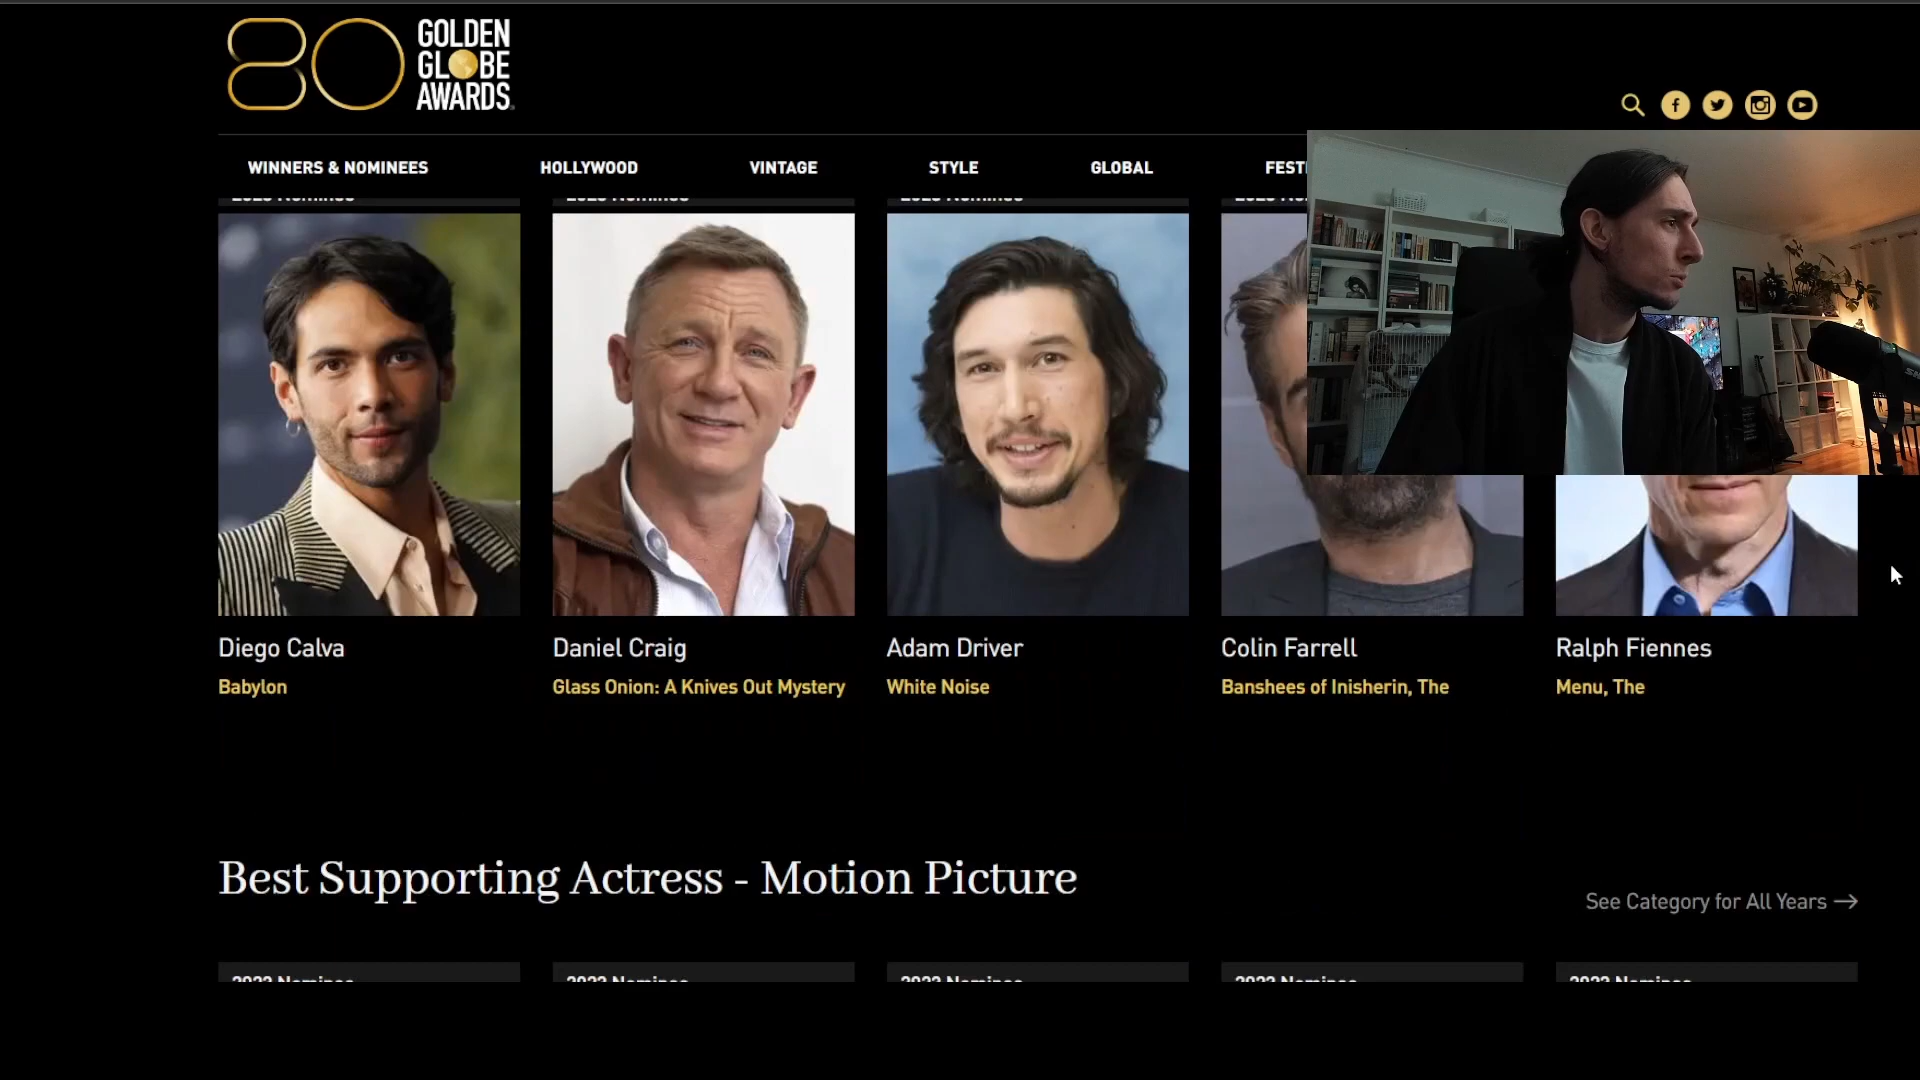 80 GOLDEN
GLOBE
AWARDS
WINNERS & NOMINEES HOLLYWOOD VINTAGE STYLE GLOBAL
Diego Calva Daniel Craig Adam Driver Colin Farrell Ralph Fiennes
Babylon Glass Onion: A Knives Out Mystery White Noise Banshees of Inisherin, The Menu, The
Best Supporting Actress - Motion Picture
See Category for All Years →